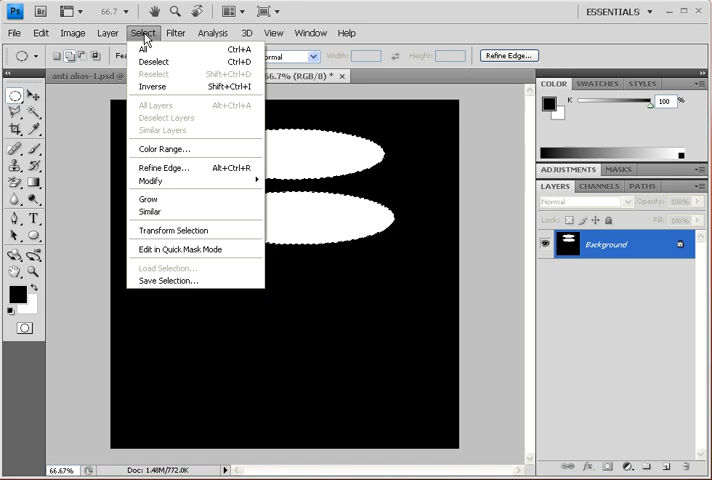 Ps Br 66.7 ESSENTIALS
File Edit Image Layer Select Filter Analysis 3D View Window Help
Fea ormal Width: Height: Refine Edge...
anti alias-1.psd @ 66.7% (RGB/8) * ×
All Ctrl+A
Deselect Ctrl+D
Reselect Shift+Ctrl+D
Inverse Shift+Ctrl+I
All Layers Alt+Ctrl+A
Deselect Layers
Similar Layers
Color Range...
Refine Edge... Alt+Ctrl+R
Modify
Grow
Similar
Transform Selection
Edit in Quick Mask Mode
Load Selection...
Save Selection...
COLOR SWATCHES STYLES
K 100 %
ADJUSTMENTS MASKS
LAYERS CHANNELS PATHS
Normal Opacity: 100%
Lock: Fill: 100%
Background
66.67% Doc: 1.48M/772.0K